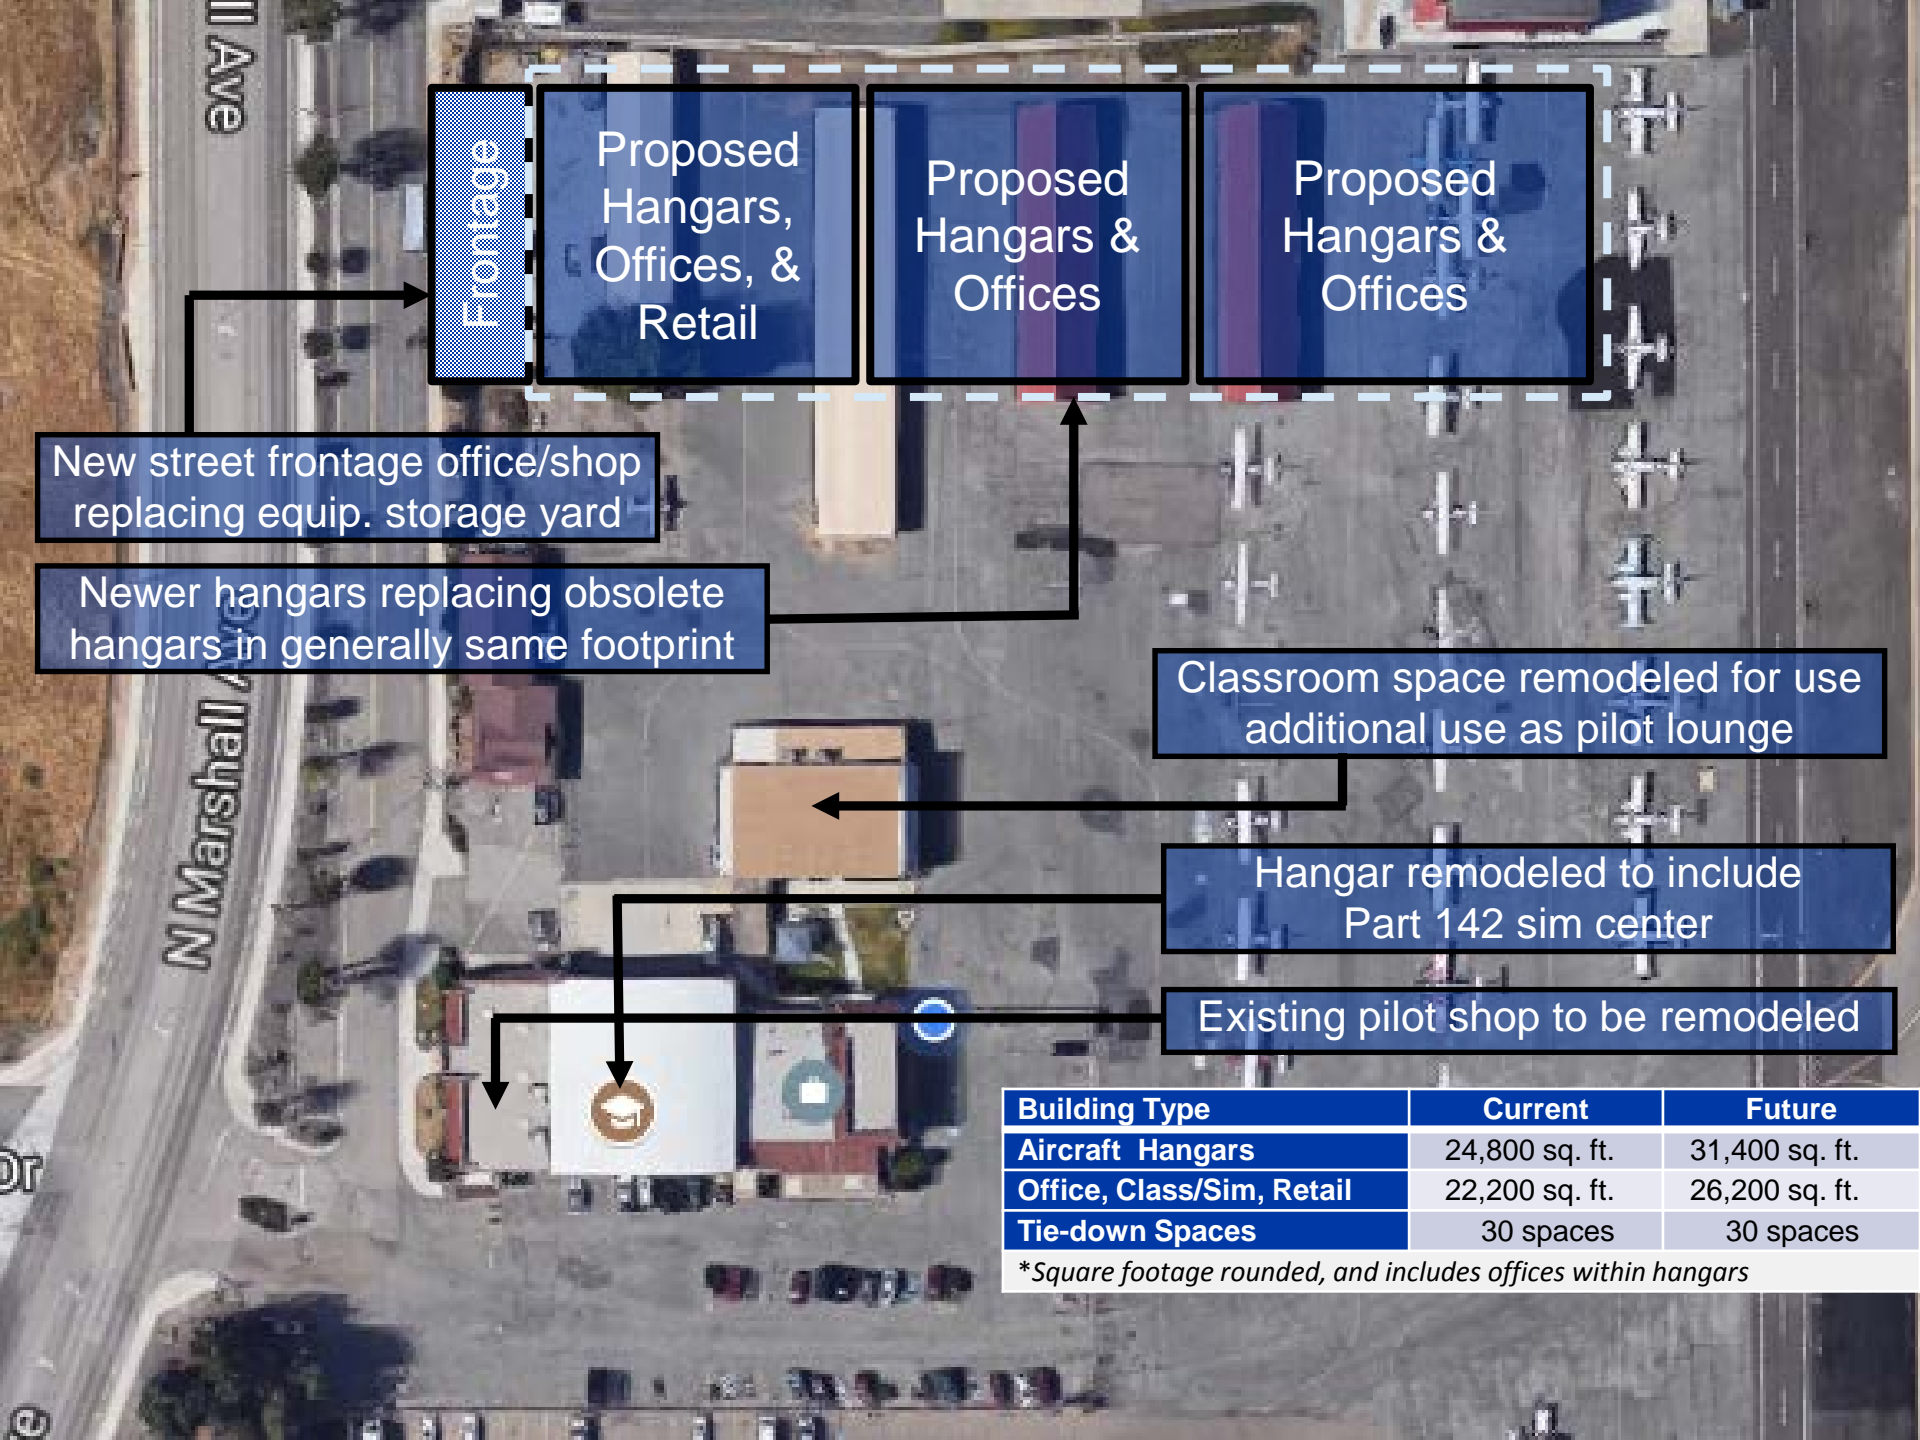 ll Ave
Frontage
Proposed
Hangars,
Offices, &
Retail
Proposed
Hangars &
Offices
Proposed
Hangars &
Offices
New street frontage office/shop
replacing equip. storage yard
Newer hangars replacing obsolete
hangars in generally same footprint
Classroom space remodeled for use
additional use as pilot lounge
N Marshall Ave
Hangar remodeled to include
Part 142 sim center
Existing pilot shop to be remodeled
Dr
Building Type Current Future
Aircraft Hangars 24,800 sq. ft. 31,400 sq. ft.
Office, Class/Sim, Retail 22,200 sq. ft. 26,200 sq. ft.
Tie-down Spaces 30 spaces 30 spaces
*Square footage rounded, and includes offices within hangars